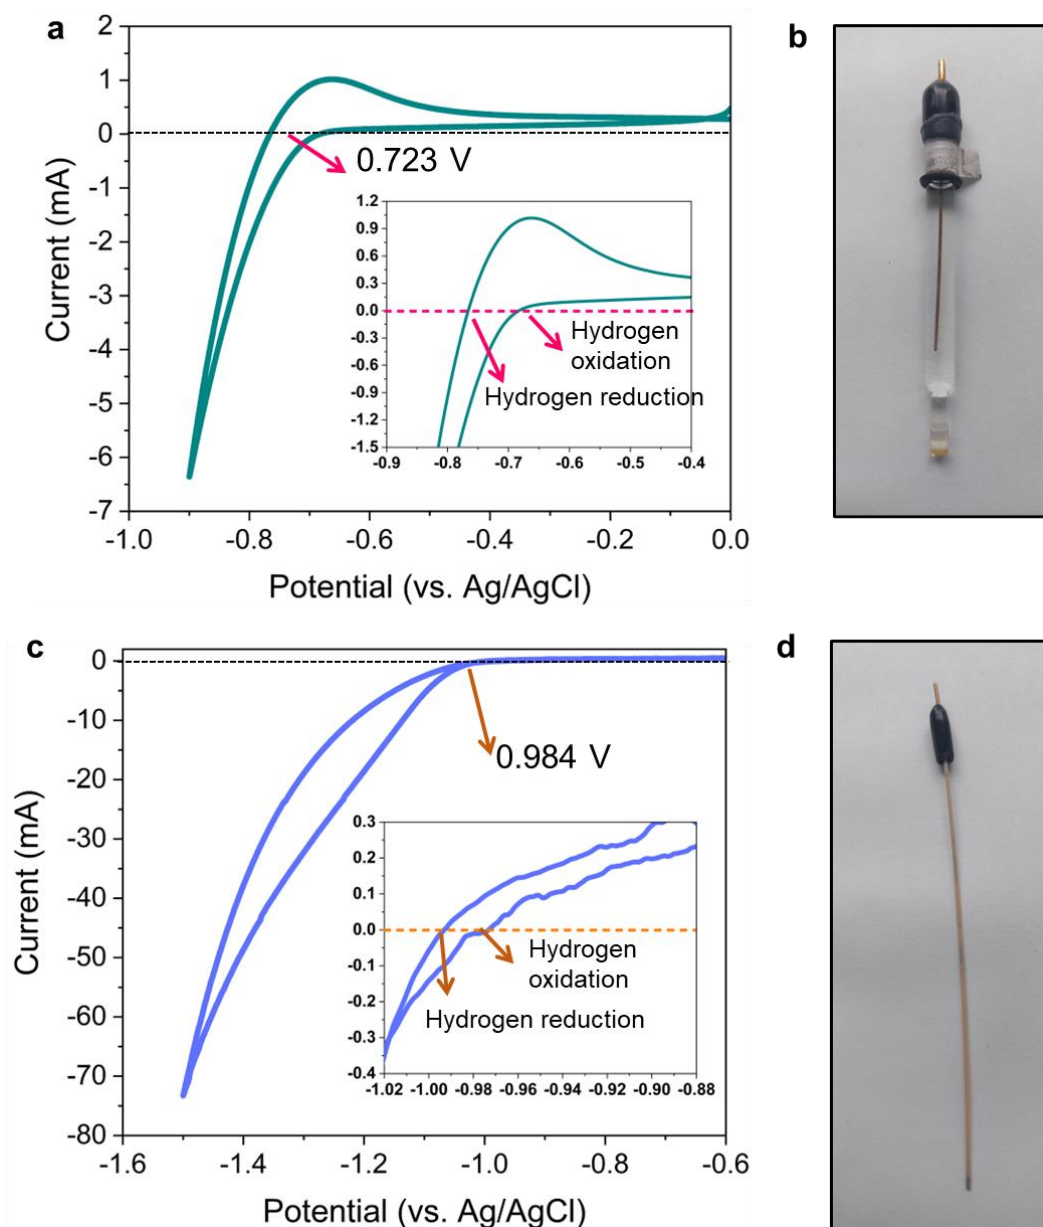 a
2
1
0
-1
-2
-3
-4
-5
-6
-7
Current (mA)
0.723 V
1.2
0.9
0.6
0.3
0.0
-0.3
-0.6
-0.9
-1.2
-1.5
Hydrogen
oxidation
Hydrogen reduction
-0.9 -0.8 -0.7 -0.6 -0.5 -0.4
-1.0 -0.8 -0.6 -0.4 -0.2 0.0
Potential (vs. Ag/AgCl)
b
c
0
-10
-20
-30
-40
-50
-60
-70
-80
Current (mA)
0.984 V
0.3
0.2
0.1
0.0
-0.1
-0.2
-0.3
-0.4
Hydrogen
oxidation
Hydrogen reduction
-1.02 -1.00 -0.98 -0.96 -0.94 -0.92 -0.90 -0.88
-1.6 -1.4 -1.2 -1.0 -0.8 -0.6
Potential (vs. Ag/AgCl)
d